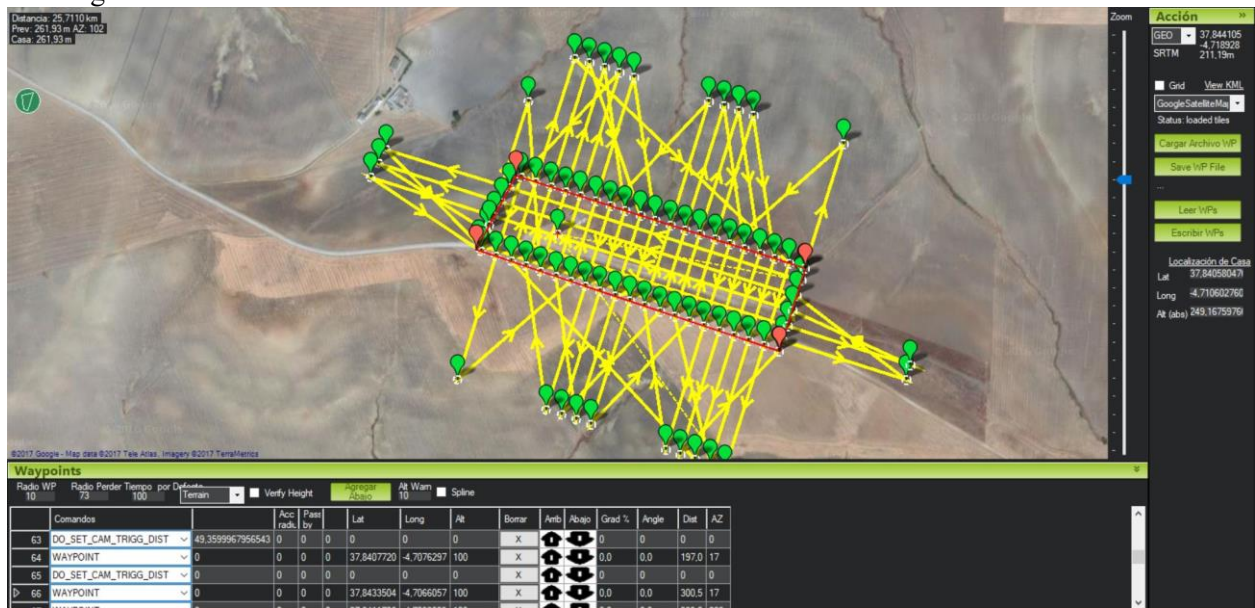 Distancia: 25,7110 km
Prev: 261,93 m AZ: 102
Casa: 261,93 m
©2017 Google - Map data ©2017 Tele Atlas, Imagery ©2017 TerraMetrics
Zoom
Acción »
GEO 37,844105
-4,718928
SRTM 211,19m
Grid View KML
GoogleSatelliteMap
Status: loaded tiles
Cargar Archivo WP
Save WP File
...
Leer WPs
Escribir WPs
Localización de Casa
Lat 37,84058047
Long -4,710602760
Alt (abs) 249,1675976
Waypoints
Radio WP Radio Perder Tiempo por Defecto Alt Warn
10 73 100 Terrain Verify Height Agregar Abajo 10 Spline
Comandos Acc radiu. Pass by Lat Long Alt Borrar Arrib Abajo Grad % Angle Dist AZ
63 DO_SET_CAM_TRIGG_DIST 49,3599967956543 0 0 0 0 0 X 0 0 0 0
64 WAYPOINT 0 0 0 0 37,8407720 -4,7076297 100 X 0,0 0,0 197,0 17
65 DO_SET_CAM_TRIGG_DIST 0 0 0 0 0 0 0 X 0 0 0 0
66 WAYPOINT 0 0 0 0 37,8433504 -4,7066057 100 X 0,0 0,0 300,5 17